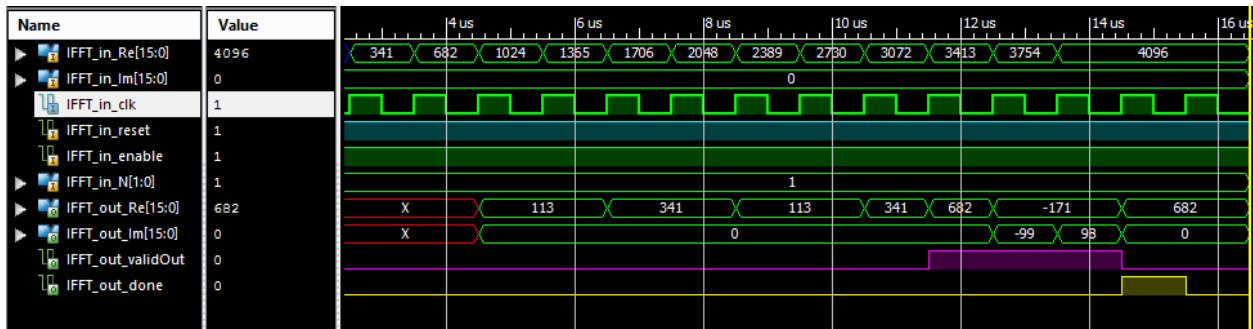 Name Value 4 us 6 us 8 us 10 us 12 us 14 us 16 us
IFFT_in_Re[15:0] 4096 341 682 1024 1365 1706 2048 2389 2730 3072 3413 3754 4096
IFFT_in_Im[15:0] 0 0
IFFT_in_clk 1
IFFT_in_reset 1
IFFT_in_enable 1
IFFT_in_N[1:0] 1 1
IFFT_out_Re[15:0] 682 X 113 341 113 341 682 -171 682
IFFT_out_Im[15:0] 0 X 0 -99 98 0
IFFT_out_validOut 0
IFFT_out_done 0